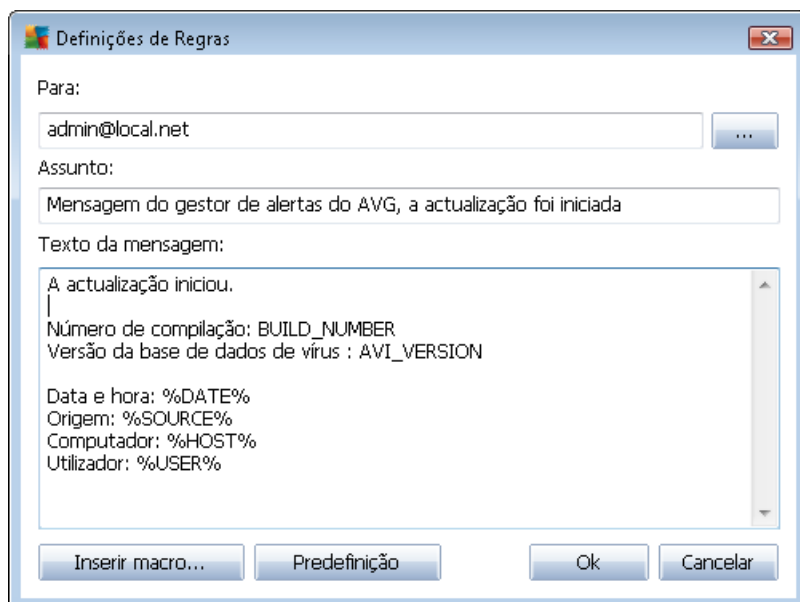 Definições de Regras
Para:
admin@local.net
...
Assunto:
Mensagem do gestor de alertas do AVG, a actualização foi iniciada
Texto da mensagem:
A actualização iniciou.
Número de compilação: BUILD_NUMBER
Versão da base de dados de vírus : AVI_VERSION
Data e hora: %DATE%
Origem: %SOURCE%
Computador: %HOST%
Utilizador: %USER%
Inserir macro... Predefinição Ok Cancelar